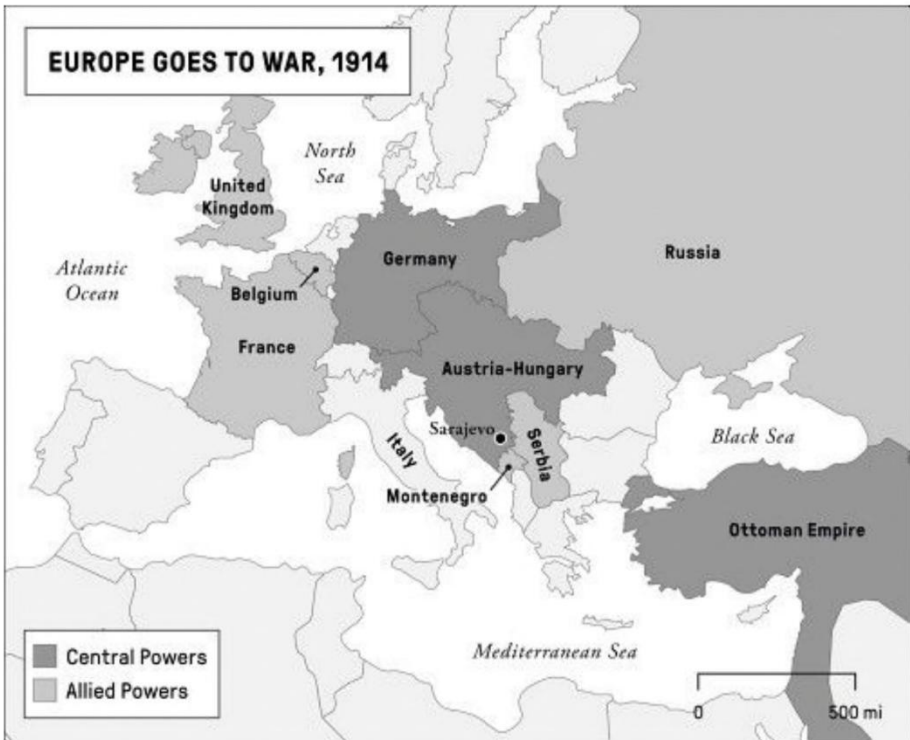 EUROPE GOES TO WAR, 1914
North
Sea
United
Kingdom
Atlantic
Ocean
Belgium
Germany
Russia
France
Austria-Hungary
Sarajevo
Serbia
Italy
Montenegro
Black Sea
Ottoman Empire
Mediterranean Sea
Central Powers
Allied Powers
0
500 mi